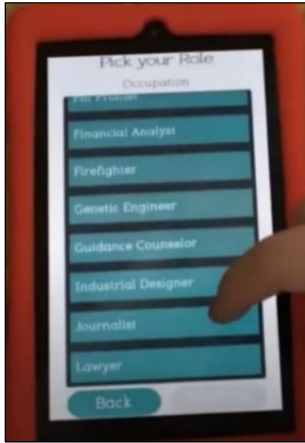 Pick your Role
Occupation
Financial Analyst
Firefighter
Genetic Engineer
Guidance Counselor
Industrial Designer
Journalist
Lawyer
Back